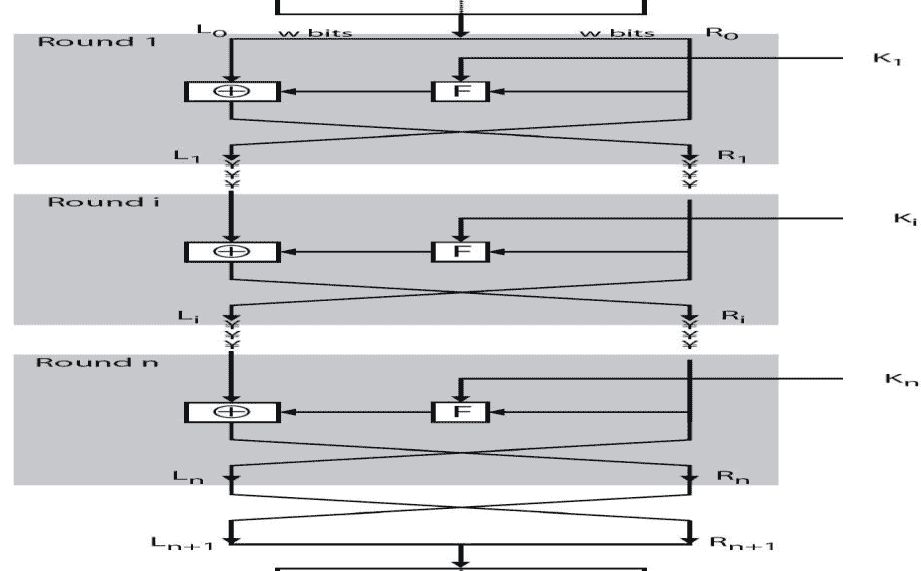 L0 w bits w bits R0
Round 1
K1
F
L1 R1
Round i
Ki
F
Li Ri
Round n
Kn
F
Ln Rn
Ln+1 Rn+1